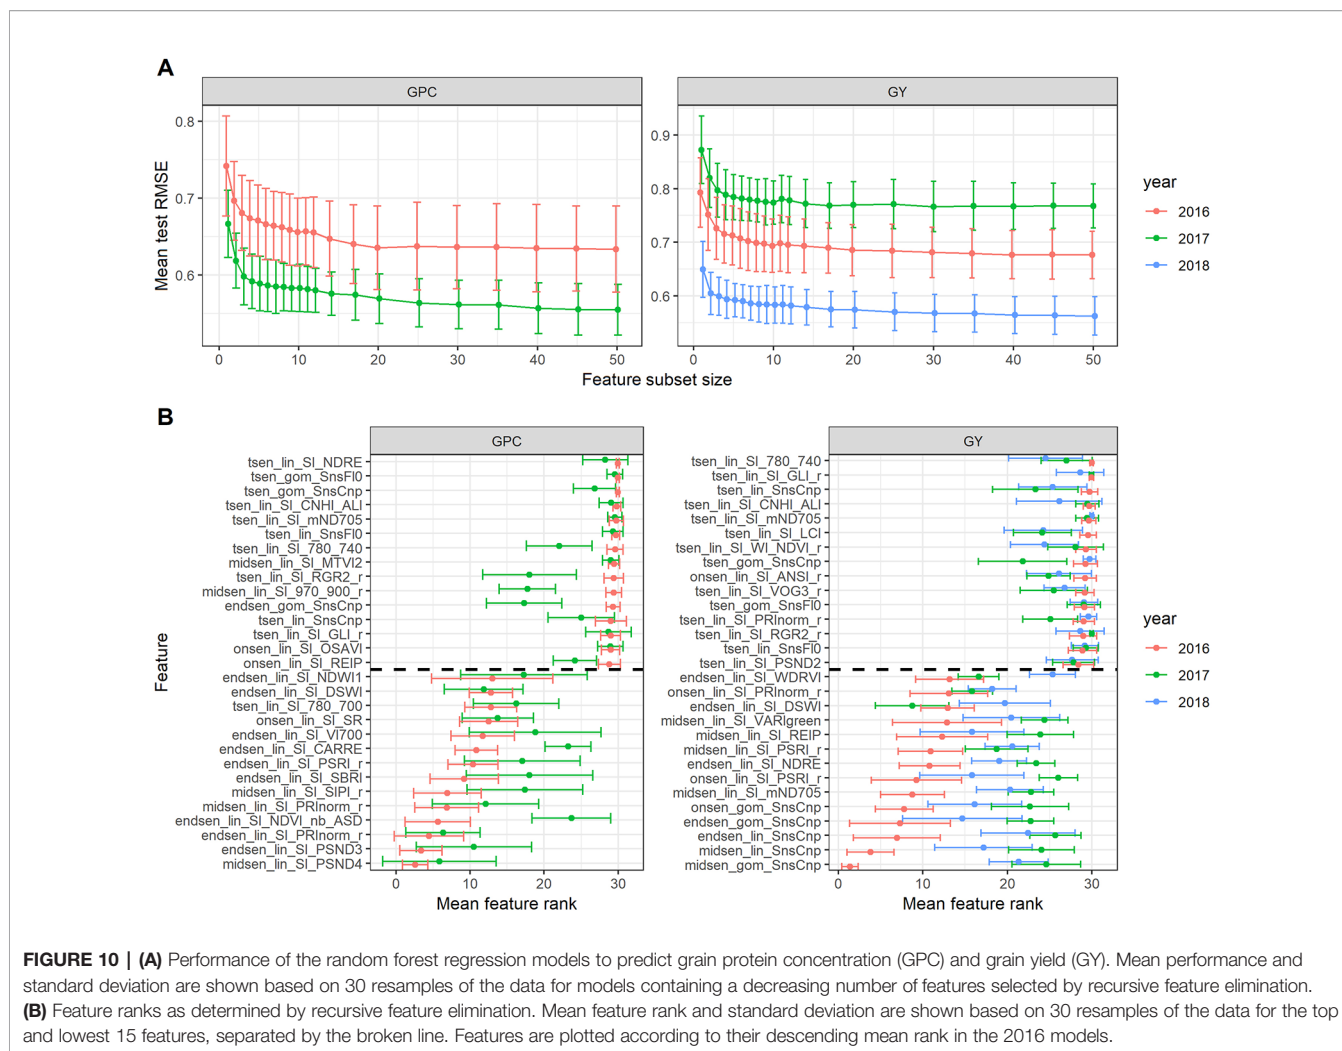 A
GPC
GY
0.8
0.7
0.6
0.9
0.8
0.7
0.6
Mean test RMSE
0 10 20 30 40 50
0 10 20 30 40 50
Feature subset size
year
2016
2017
2018
B
GPC
GY
Feature
tsen_lin_SI_NDRE
tsen_gom_SnsFl0
tsen_gom_SnsCnp
tsen_lin_SI_CNHI_ALI
tsen_lin_SI_mND705
tsen_lin_SnsFl0
tsen_lin_SI_780_740
midsen_lin_SI_MTVI2
tsen_lin_SI_RGR2_r
midsen_lin_SI_970_900_r
endsen_gom_SnsCnp
tsen_lin_SnsCnp
tsen_lin_SI_GLI_r
onsen_lin_SI_OSAVI
onsen_lin_SI_REIP
endsen_lin_SI_NDWI1
endsen_lin_SI_DSWI
tsen_lin_SI_780_700
onsen_lin_SI_SR
endsen_lin_SI_VI700
endsen_lin_SI_CARRE
endsen_lin_SI_PSRI_r
endsen_lin_SI_SBRI
midsen_lin_SI_SIPI_r
midsen_lin_SI_PRInorm_r
endsen_lin_SI_NDVI_nb_ASD
endsen_lin_SI_PRInorm_r
endsen_lin_SI_PSND3
midsen_lin_SI_PSND4
0 10 20 30
Mean feature rank
tsen_lin_SI_780_740
tsen_lin_SI_GLI_r
tsen_lin_SnsCnp
tsen_lin_SI_CNHI_ALI
tsen_lin_SI_mND705
tsen_lin_SI_LCI
tsen_lin_SI_WI_NDVI_r
tsen_gom_SnsCnp
onsen_lin_SI_ANSI_r
tsen_lin_SI_VOG3_r
tsen_gom_SnsFl0
tsen_lin_SI_PRInorm_r
tsen_lin_SI_RGR2_r
tsen_lin_SnsFl0
tsen_lin_SI_PSND2
endsen_lin_SI_WDRVI
onsen_lin_SI_PRInorm_r
endsen_lin_SI_DSWI
midsen_lin_SI_VARIgreen
midsen_lin_SI_REIP
midsen_lin_SI_PSRI_r
endsen_lin_SI_NDRE
onsen_lin_SI_PSRI_r
midsen_lin_SI_mND705
onsen_gom_SnsCnp
endsen_gom_SnsCnp
endsen_lin_SnsCnp
midsen_lin_SnsCnp
midsen_gom_SnsCnp
0 10 20 30
Mean feature rank
year
2016
2017
2018
FIGURE 10 | (A) Performance of the random forest regression models to predict grain protein concentration (GPC) and grain yield (GY). Mean performance and
standard deviation are shown based on 30 resamples of the data for models containing a decreasing number of features selected by recursive feature elimination.
(B) Feature ranks as determined by recursive feature elimination. Mean feature rank and standard deviation are shown based on 30 resamples of the data for the top
and lowest 15 features, separated by the broken line. Features are plotted according to their descending mean rank in the 2016 models.